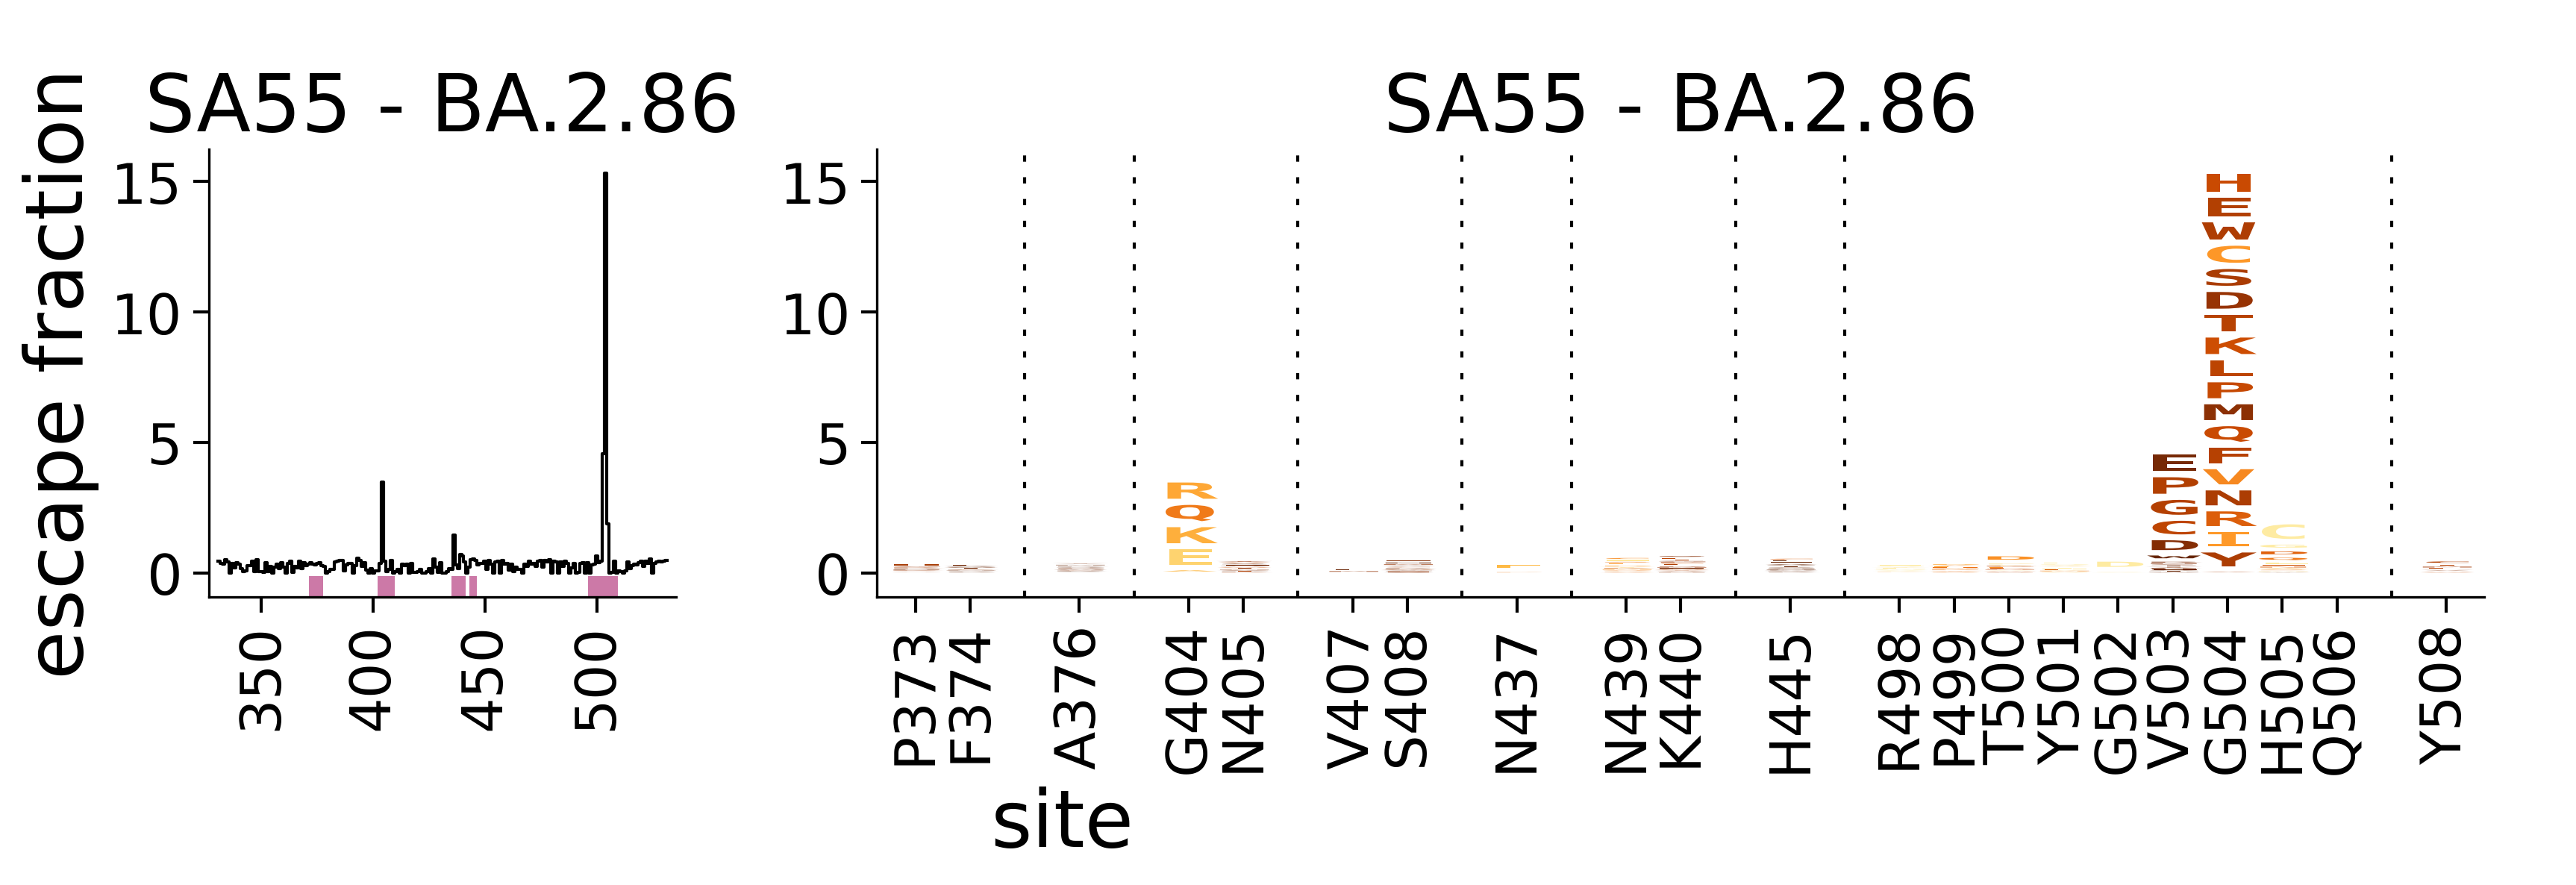 SA55 - BA.2.86
SA55 - BA.2.86
escape fraction
15
10
5
0
350
400
450
500
15
10
5
0
R
Q
K
E
E
P
G
C
D
H
E
W
C
S
D
T
K
L
P
M
Q
F
V
N
R
I
Y
C
D
D
P373
F374
A376
G404
N405
V407
S408
N437
N439
K440
H445
R498
P499
T500
Y501
G502
V503
G504
H505
Q506
Y508
site